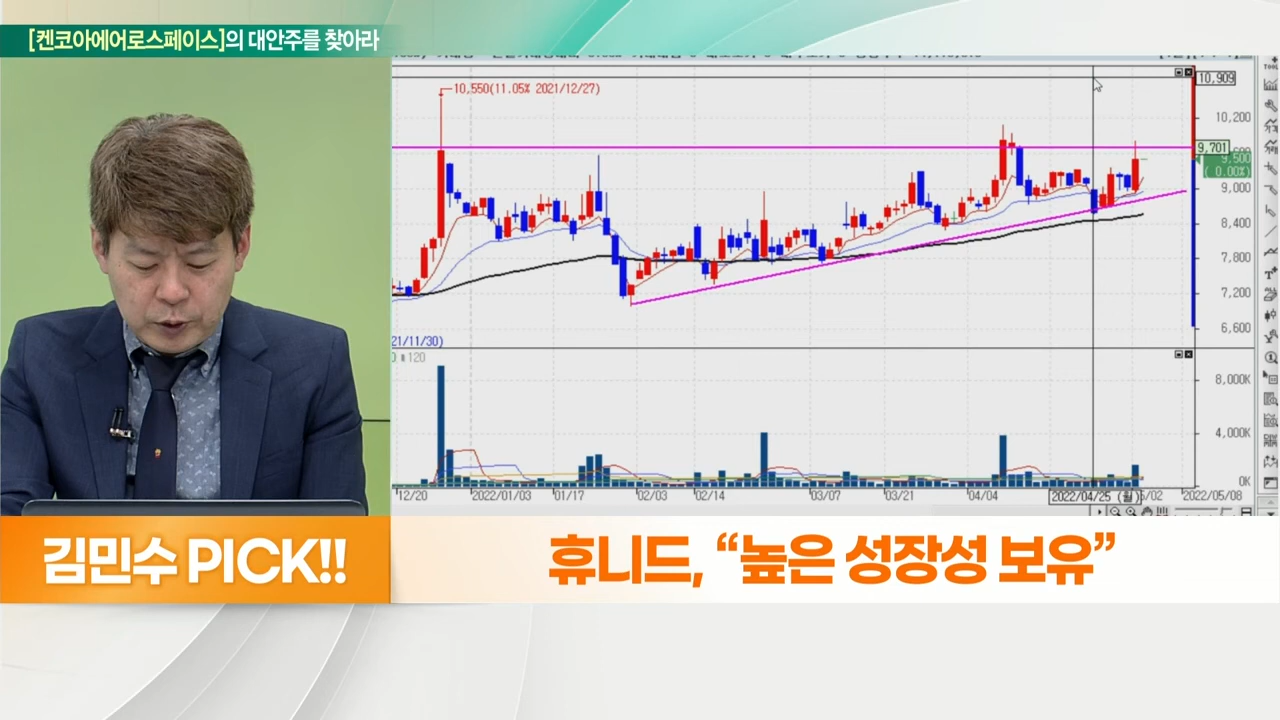 [켄코아에어로스페이스]의 대안주를 찾아라
10,550(11.05% 2021/12/27)
10,909
10,200
9,701
9,500
( 0.00%)
9,000
8,400
7,800
7,200
6,600
21/11/30)
0 120
8,000K
4,000K
0K
12/20 2022/01/03 01/17 02/03 02/14 03/07 03/21 04/04 2022/04/25 (월) 5/02 2022/05/08
김민수 PICK!!
휴니드, “높은 성장성 보유”